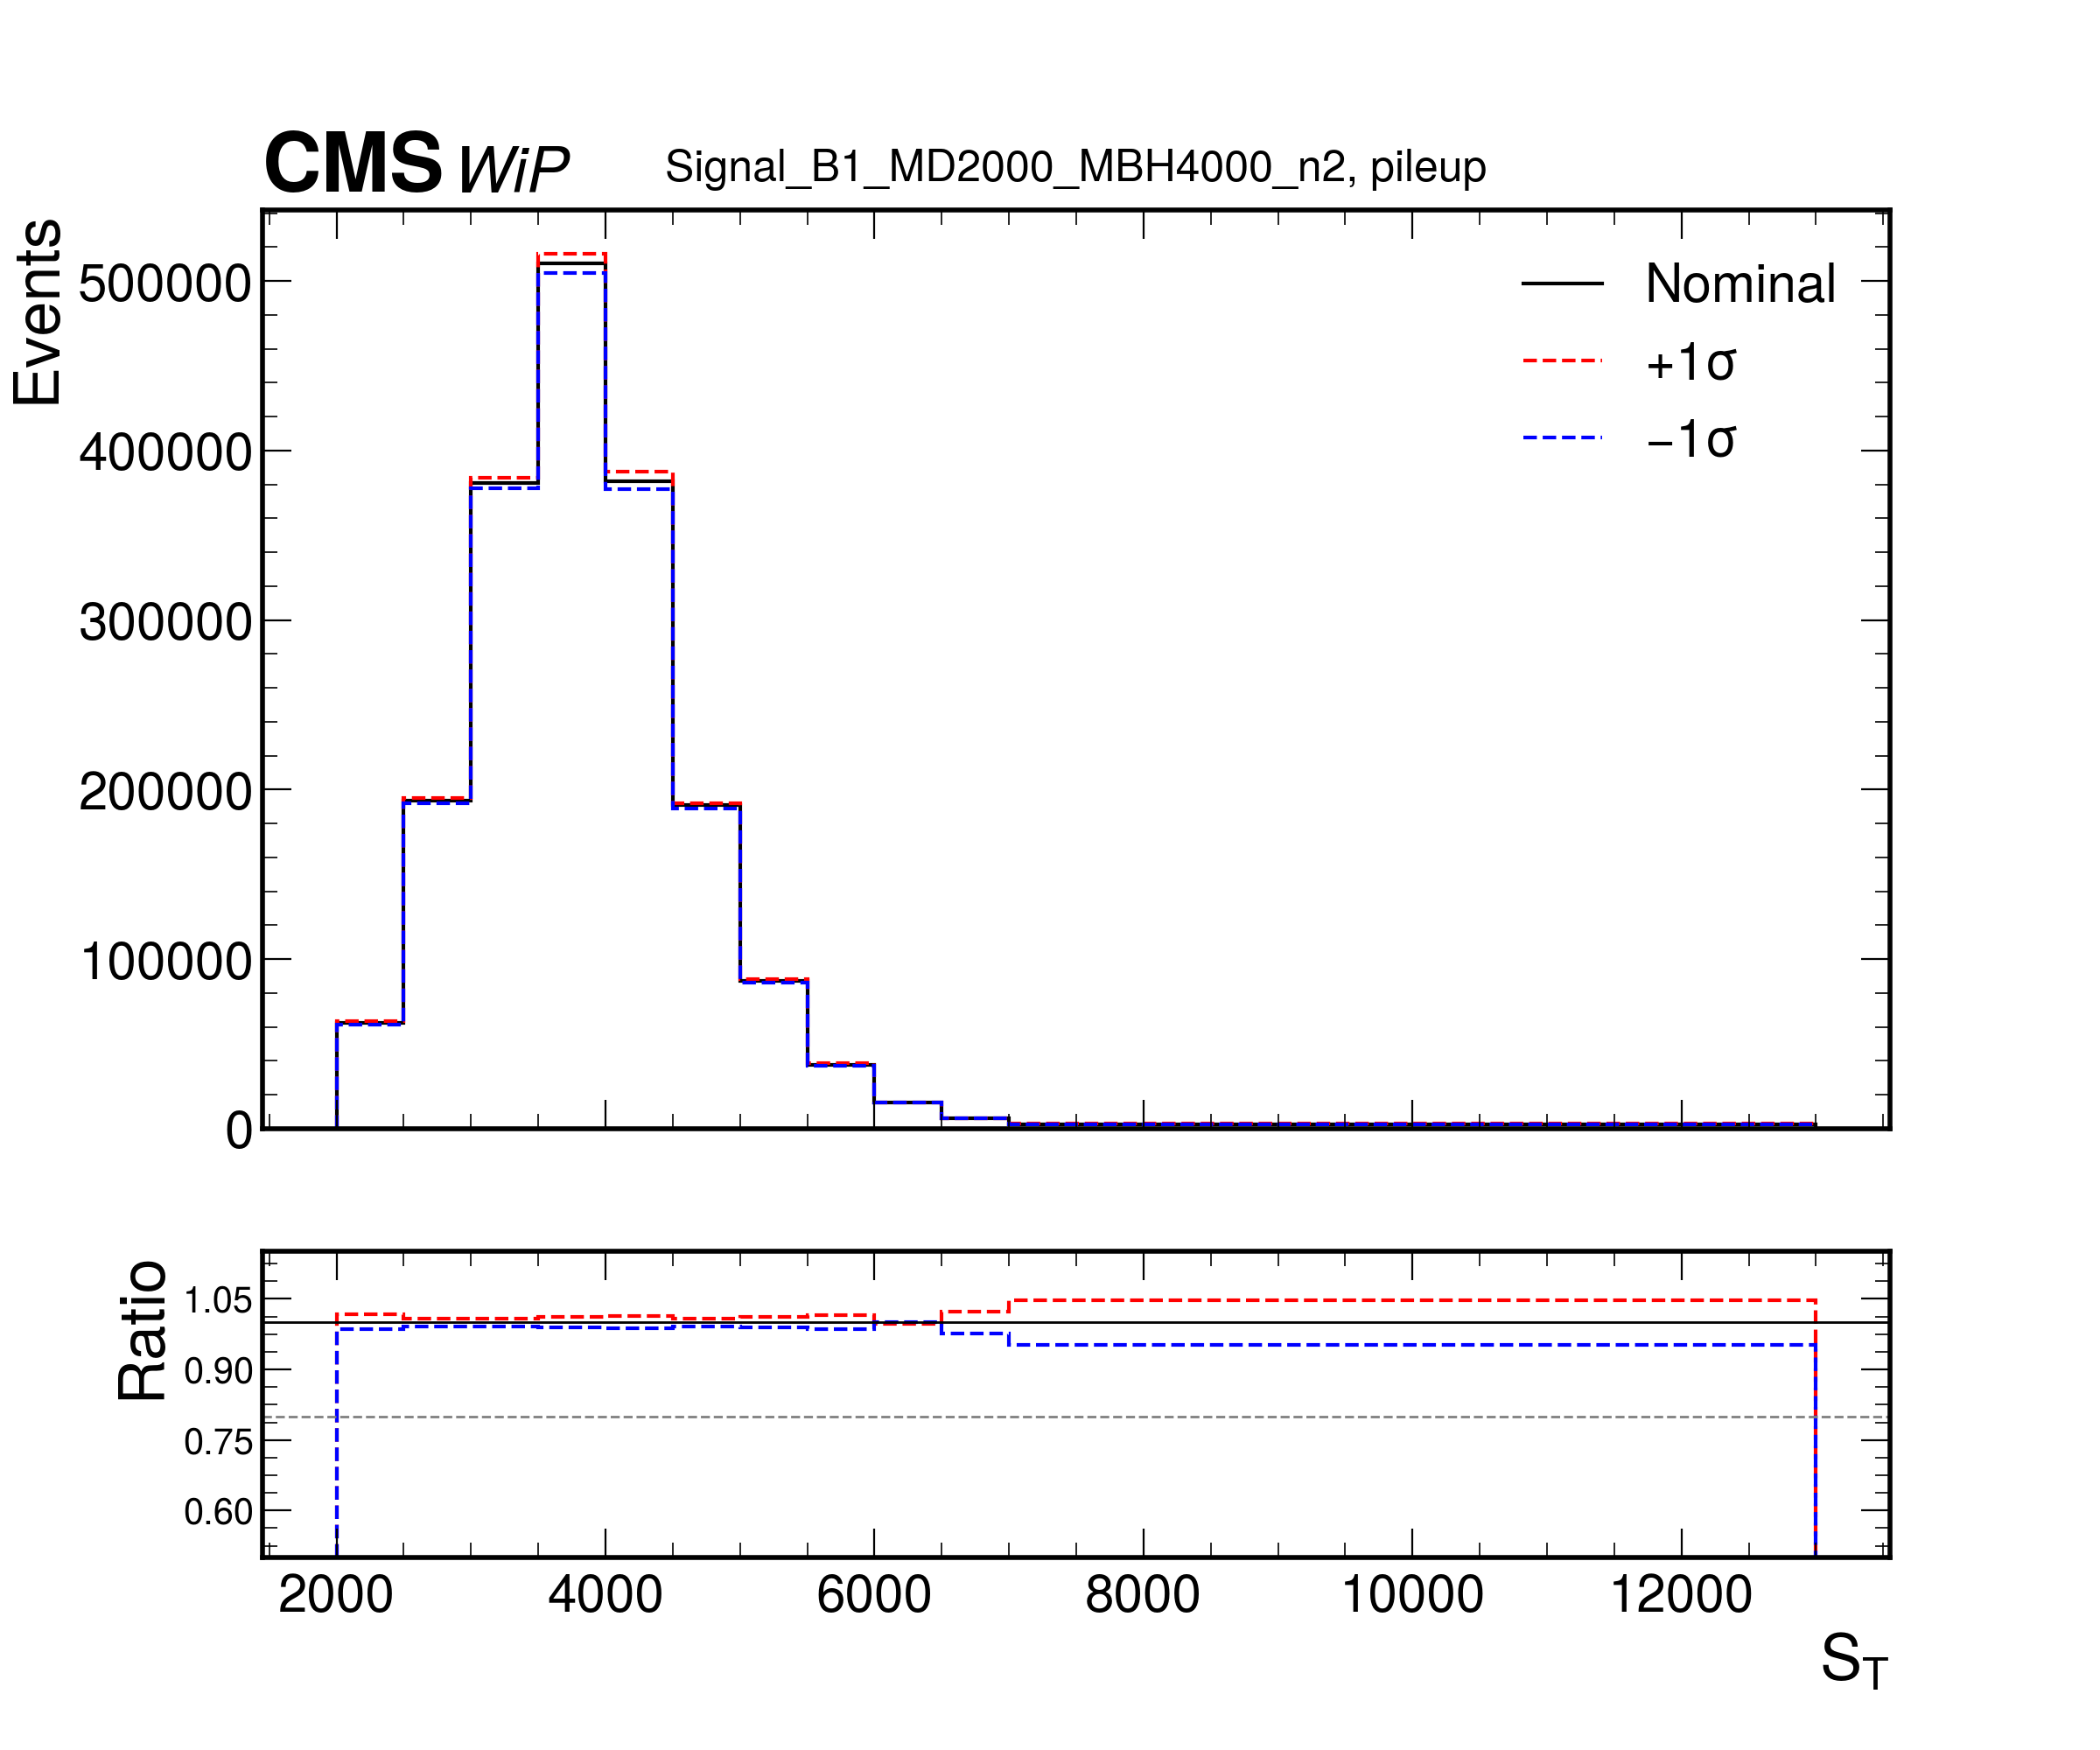 CMS WiP Signal_B1_MD2000_MBH4000_n2, pileup
Events
500000
400000
300000
200000
100000
0
Nominal
+1σ
−1σ
Ratio
1.05
0.90
0.75
0.60
2000 4000 6000 8000 10000 12000
S_T